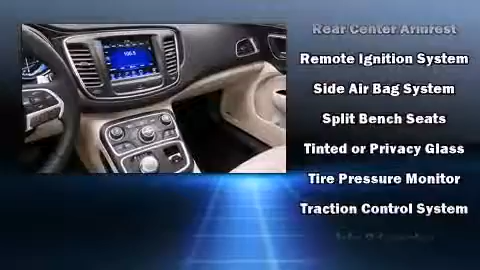 Rear Center Armrest
Remote Ignition System
Side Air Bag System
Split Bench Seats
Tinted or Privacy Glass
Tire Pressure Monitor
Traction Control System